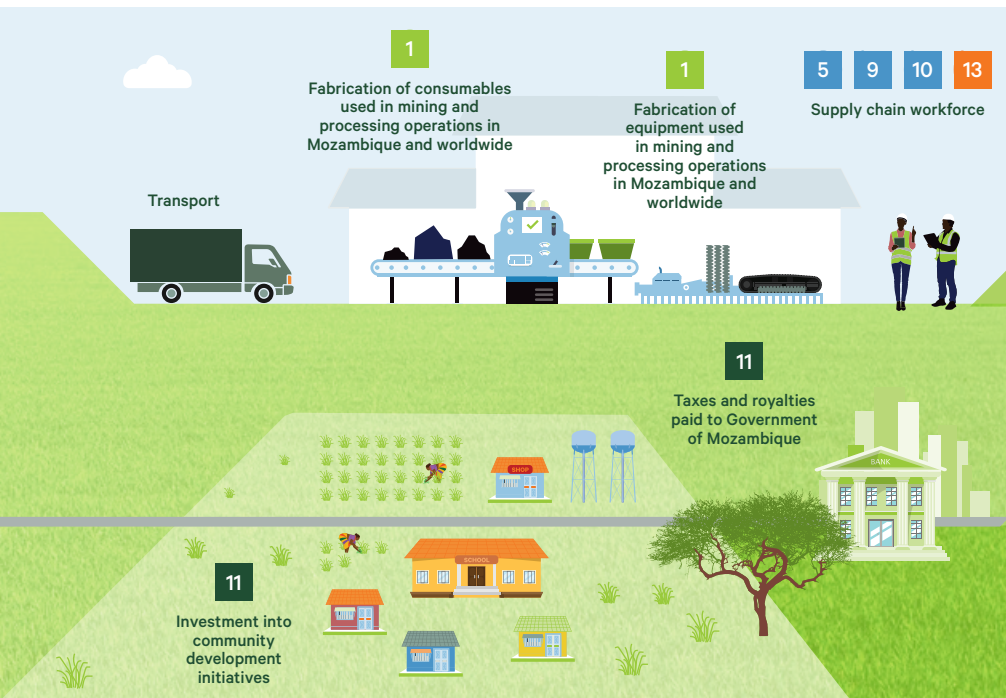 1
Fabrication of consumables
used in mining and
processing operations in
Mozambique and worldwide
1
Fabrication of
equipment used
in mining and
processing operations
in Mozambique and
worldwide
5 9 10 13
Supply chain workforce
Transport
11
Taxes and royalties
paid to Government
of Mozambique
BANK
SHOP
SCHOOL
11
Investment into
community
development
initiatives